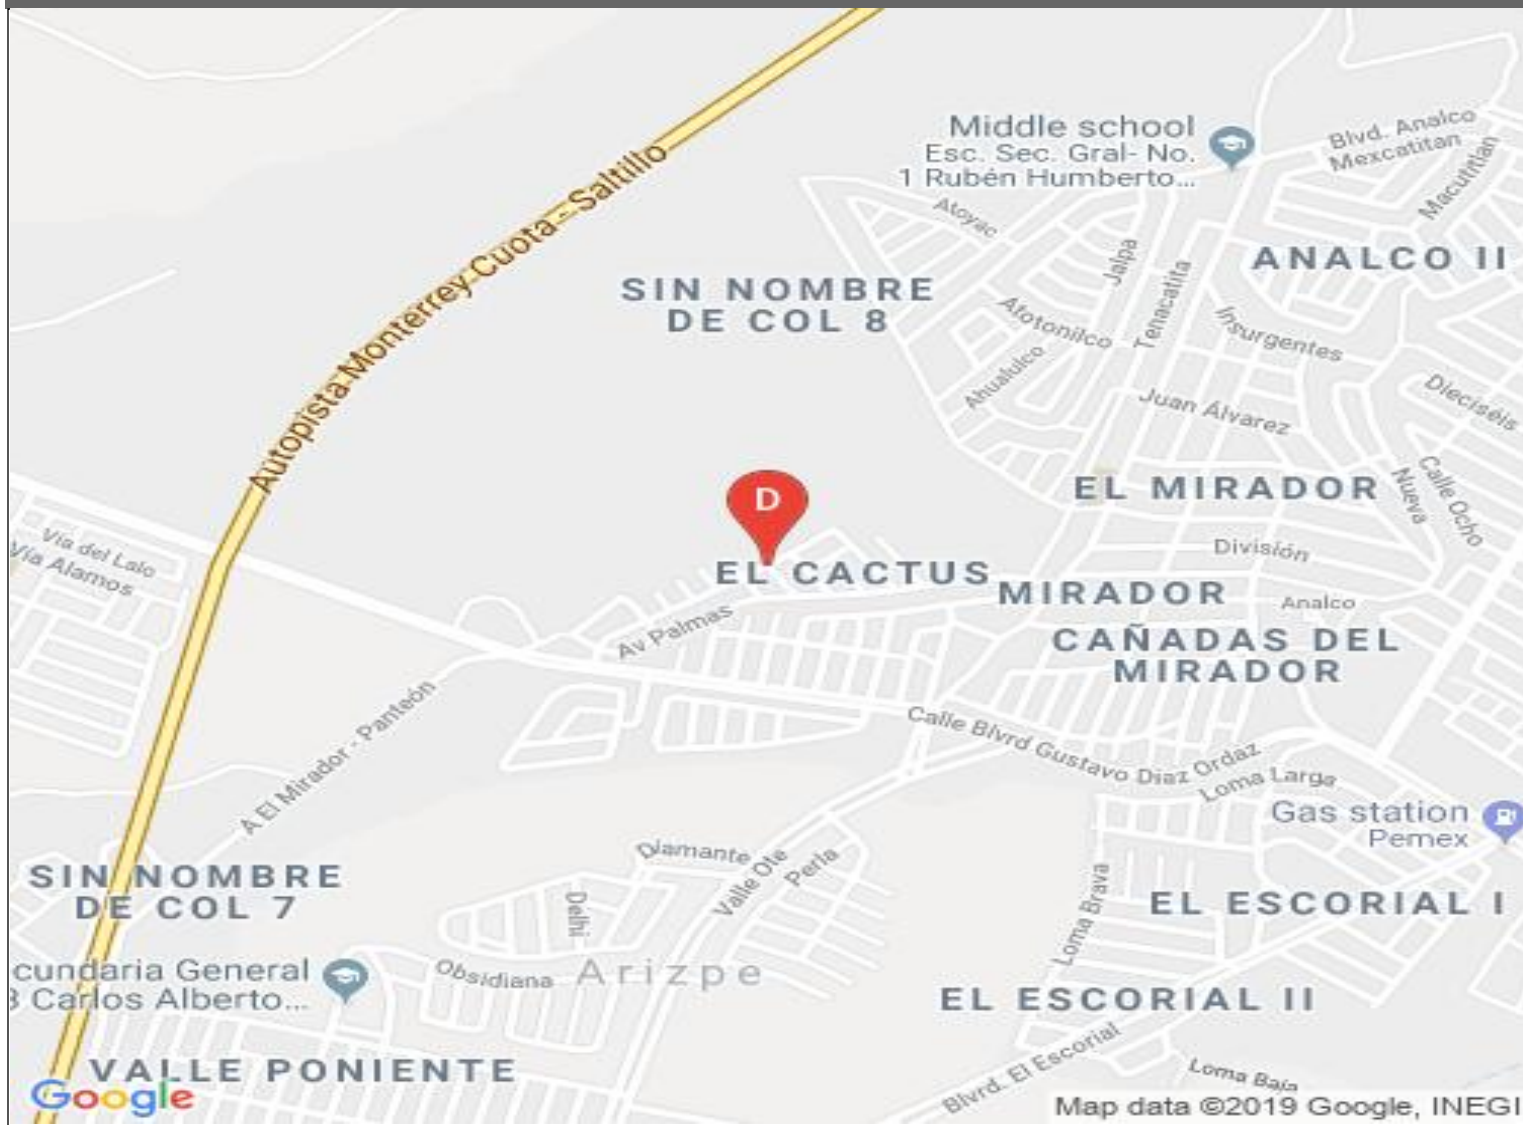 Middle school
Esc. Sec. Gral- No.
1 Rubén Humberto...
Blvd. Analco
Mexcatitan
Macutitlan
Atoyac
Jalpa
Tenacatita
ANALCO II
Autopista Monterrey Cuota - Saltillo
SIN NOMBRE
DE COL 8
Atotonilco
Insurgentes
Ahualulco
Juan Álvarez
Dieciséis
D
EL MIRADOR
Nueva
Calle Ocho
Vía del Lalo
Vía Alamos
División
EL CACTUS
MIRADOR
Analco
Av Palmas
CAÑADAS DEL
MIRADOR
A El Mirador - Panteón
Calle Blvrd Gustavo Diaz Ordaz
Loma Larga
Gas station
Pemex
Diamante
Valle Ote
Perla
SIN NOMBRE
DE COL 7
Delhi
Loma Brava
EL ESCORIAL I
cundaria General
3 Carlos Alberto...
Obsidiana
Arizpe
EL ESCORIAL II
VALLE PONIENTE
Blvrd. El Escorial
Loma Baja
Google
Map data ©2019 Google, INEGI